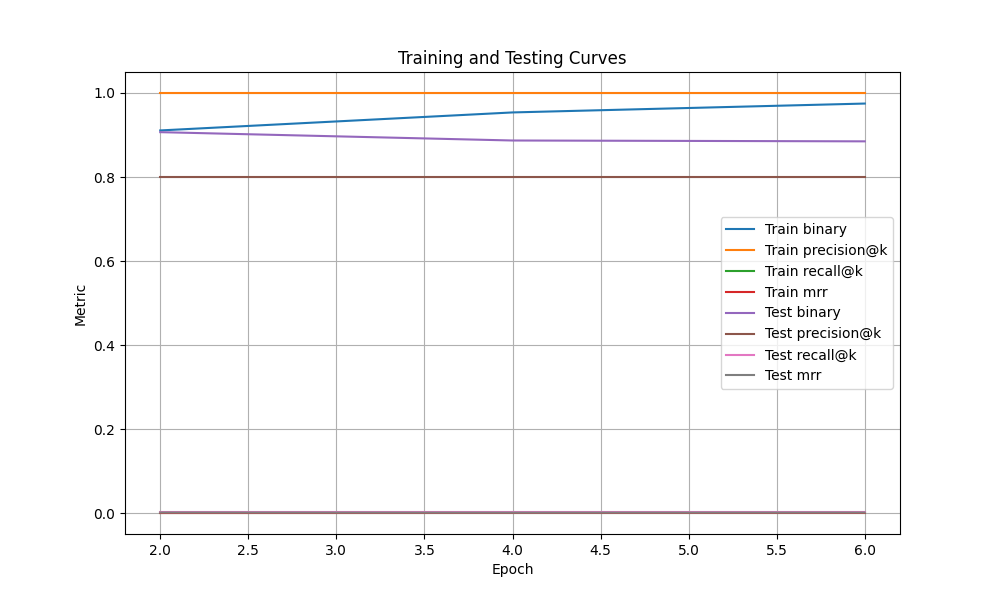 Training and Testing Curves
1.0
0.8
0.6
0.4
0.2
0.0
Metric
Train binary
Train precision@k
Train recall@k
Train mrr
Test binary
Test precision@k
Test recall@k
Test mrr
2.0 2.5 3.0 3.5 4.0 4.5 5.0 5.5 6.0
Epoch